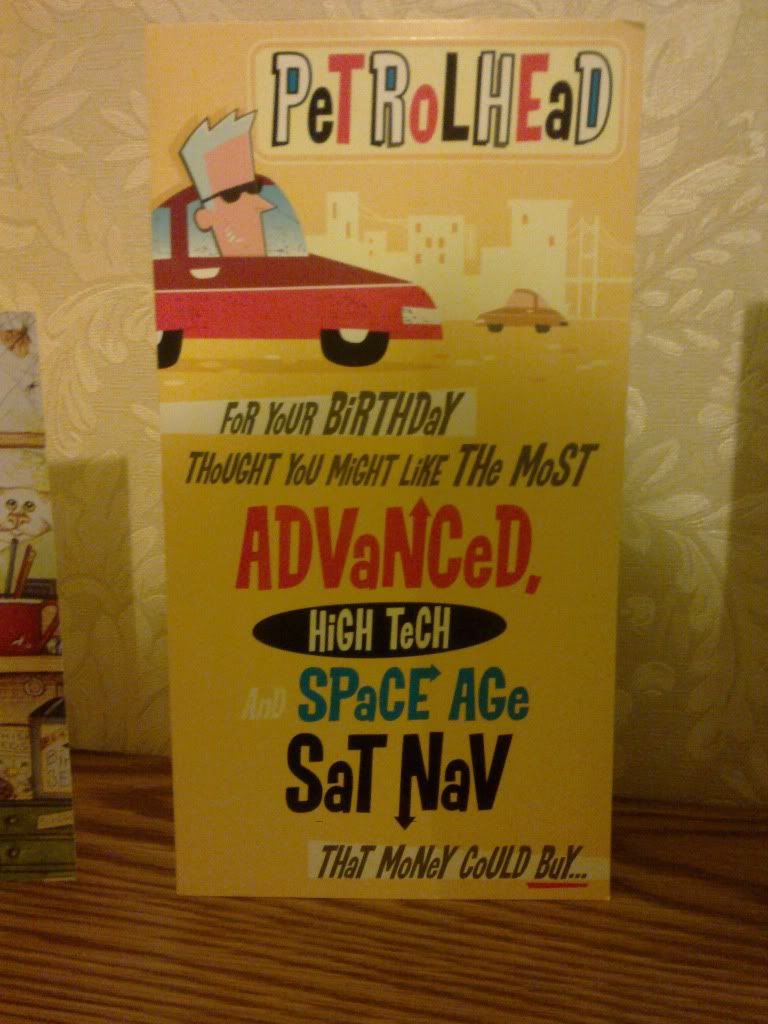 PeTRoLHEaD
FoR YoUR BiRTHDaY
THoUGHT YoU MiGHT LiKE THe MoST
ADVaNCeD,
HiGH TeCH
AnD SPaCE AGe
SaT NaV
THaT MoNeY CoULD BuY...